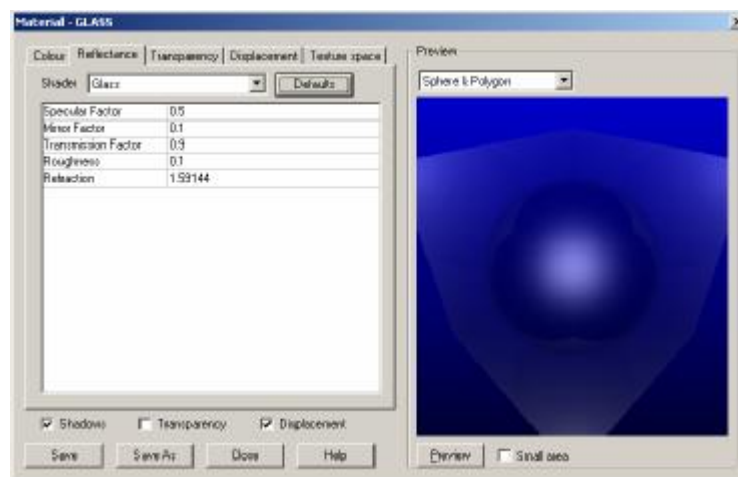 Material - GLASS
Colour Reflectance Transparency Displacement Texture space
Shader Glass Defaults
Specular Factor 0.5
Mirror Factor 0.1
Transmission Factor 0.9
Roughness 0.1
Refraction 1.59144
Shadows Transparency Displacement
Save Save As Close Help
Preview
Sphere & Polygon
Preview Small area